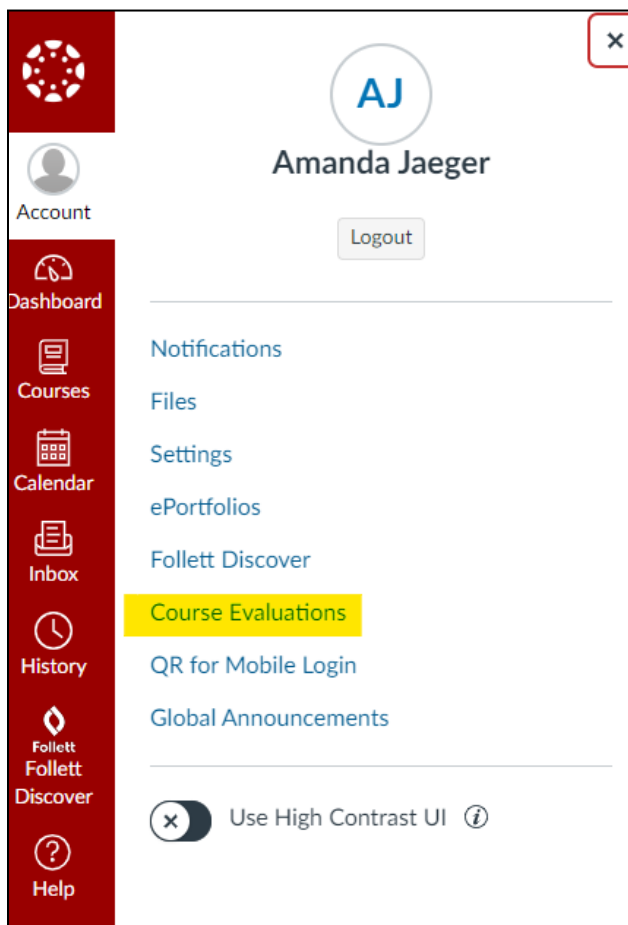 AJ
Amanda Jaeger
Logout
Account
Dashboard
Courses
Calendar
Inbox
History
Follett
Follett
Discover
Help
Notifications
Files
Settings
ePortfolios
Follett Discover
Course Evaluations
QR for Mobile Login
Global Announcements
Use High Contrast UI